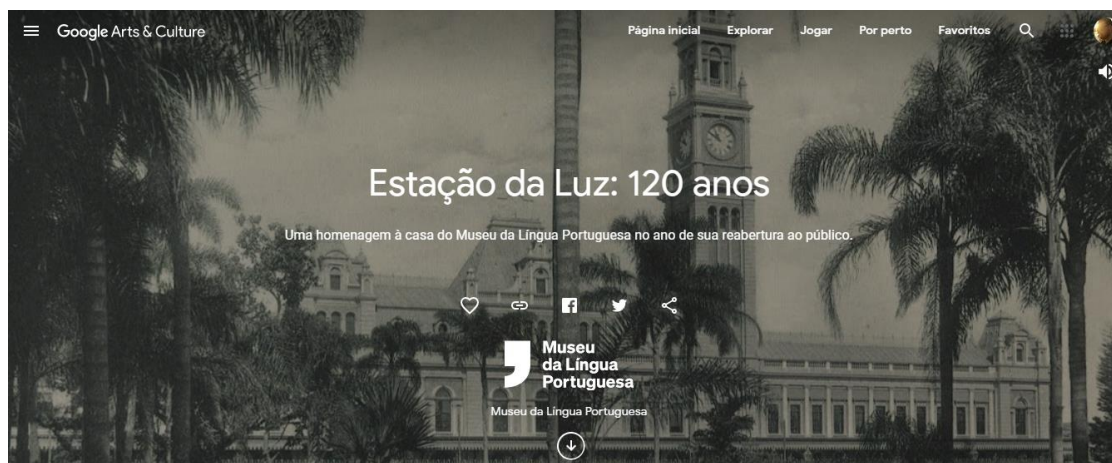 Google Arts & Culture
Página inicial Explorar Jogar Por perto Favoritos
Estação da Luz: 120 anos
Uma homenagem à casa do Museu da Língua Portuguesa no ano de sua reabertura ao público.
Museu
da Língua
Portuguesa
Museu da Língua Portuguesa